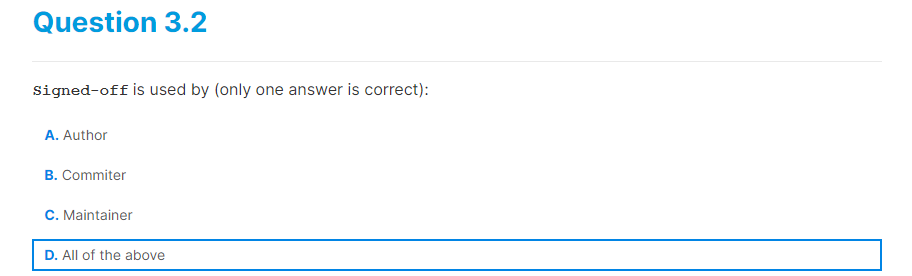 Question 3.2
Signed-off is used by (only one answer is correct):
A. Author
B. Commiter
C. Maintainer
D. All of the above